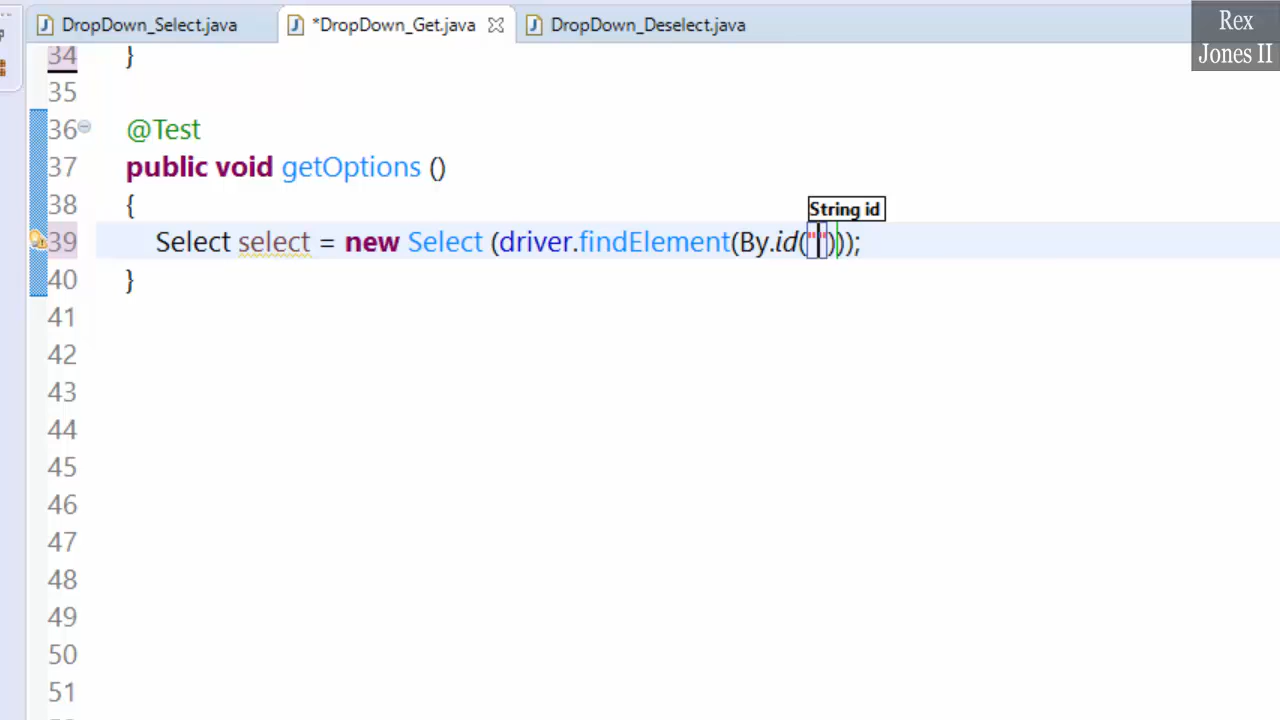 DropDown_Select.java
*DropDown_Get.java
DropDown_Deselect.java
Rex
Jones II
34 }
35
36 @Test
37 public void getOptions ()
38 {
String id
39 Select select = new Select (driver.findElement(By.id("")));
40 }
41
42
43
44
45
46
47
48
49
50
51